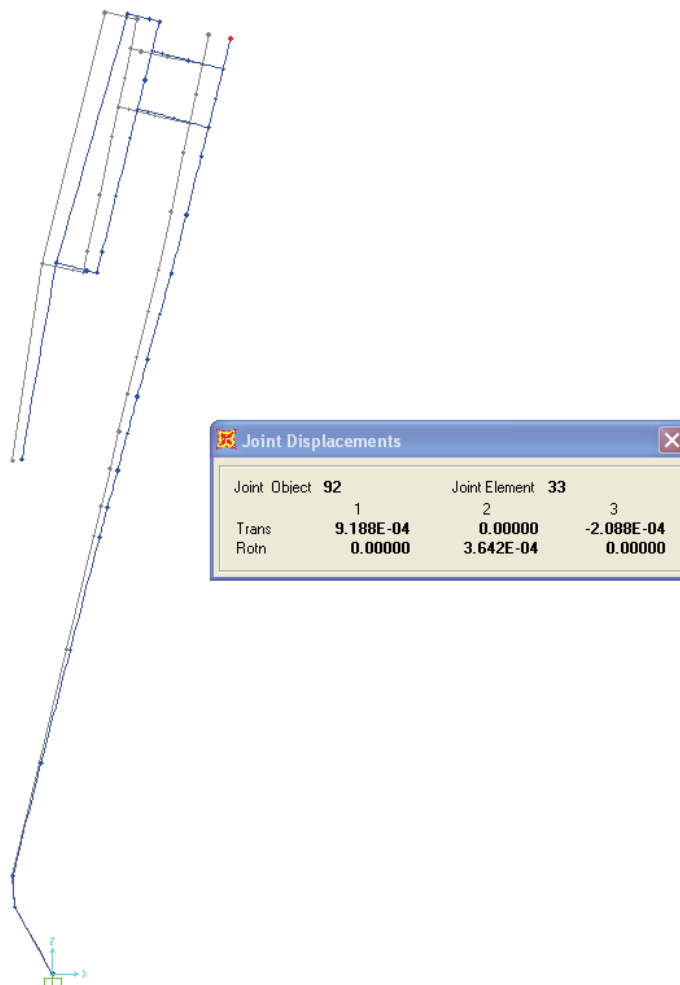 Joint Displacements
Joint Object 92 Joint Element 33
1 2 3
Trans 9.188E-04 0.00000 -2.088E-04
Rotn 0.00000 3.642E-04 0.00000
Z
X